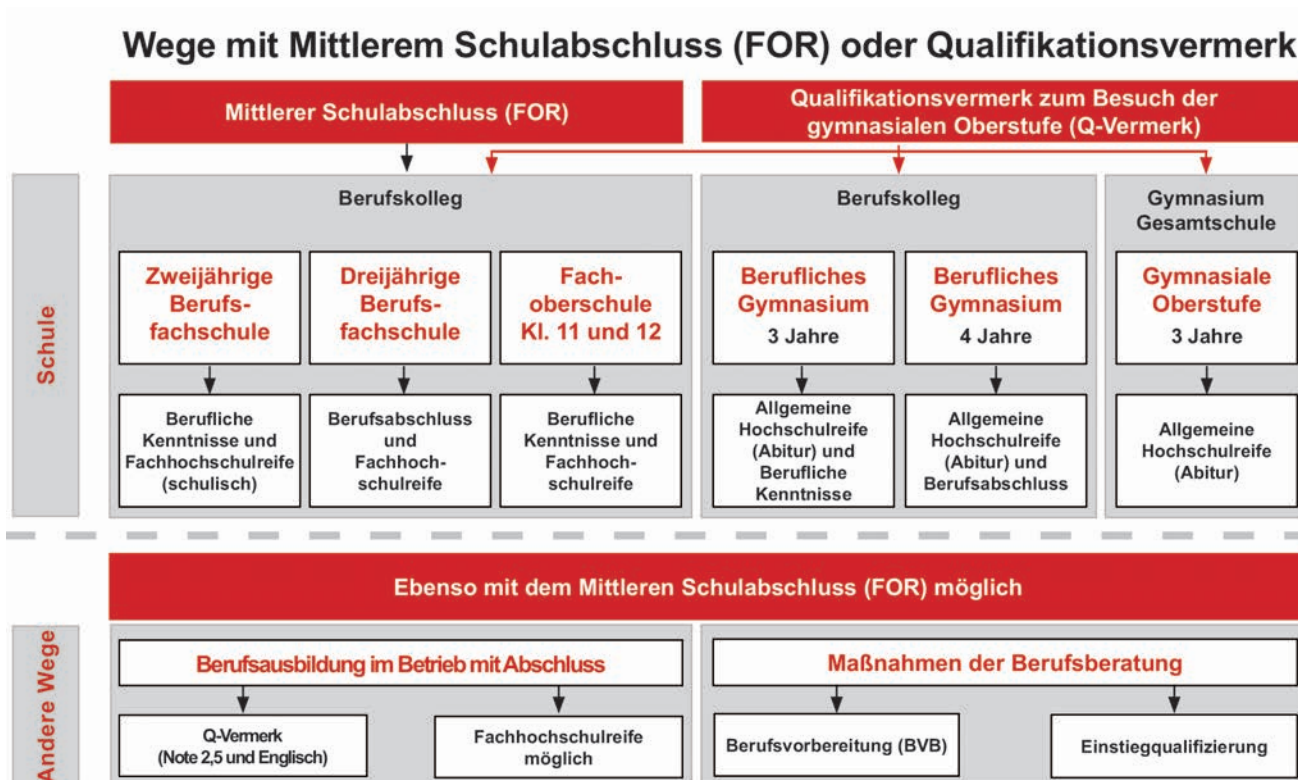 Wege mit Mittlerem Schulabschluss (FOR) oder Qualifikationsvermerk
Mittlerer Schulabschluss (FOR)
Qualifikationsvermerk zum Besuch der
gymnasialen Oberstufe (Q-Vermerk)
Schule
Berufskolleg
Zweijährige
Berufs-
fachschule
Dreijährige
Berufs-
fachschule
Fach-
oberschule
Kl. 11 und 12
Berufliche
Kenntnisse und
Fachhochschulreife
(schulisch)
Berufsabschluss
und
Fachhoch-
schulreife
Berufliche
Kenntnisse und
Fachhoch-
schulreife
Berufskolleg
Berufliches
Gymnasium
3 Jahre
Berufliches
Gymnasium
4 Jahre
Allgemeine
Hochschulreife
(Abitur) und
Berufliche
Kenntnisse
Allgemeine
Hochschulreife
(Abitur) und
Berufsabschluss
Gymnasium
Gesamtschule
Gymnasiale
Oberstufe
3 Jahre
Allgemeine
Hochschulreife
(Abitur)
Ebenso mit dem Mittleren Schulabschluss (FOR) möglich
Andere Wege
Berufsausbildung im Betrieb mit Abschluss
Q-Vermerk
(Note 2,5 und Englisch)
Fachhochschulreife
möglich
Maßnahmen der Berufsberatung
Berufsvorbereitung (BVB)
Einstiegqualifizierung